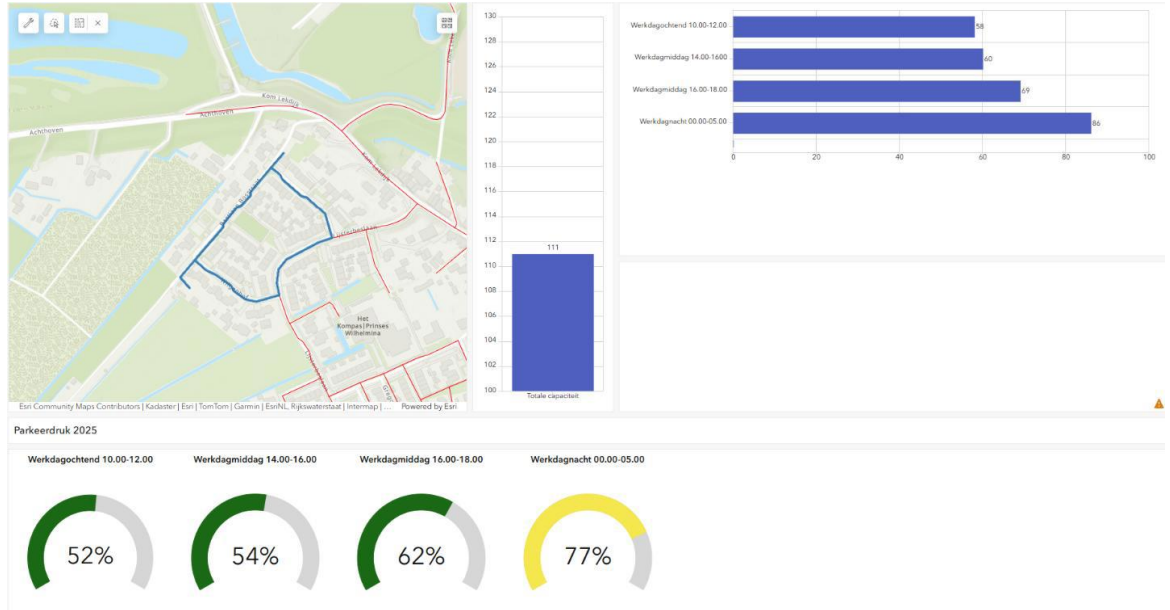 Kom Lekdijk
Achthoven
Achthoven
Kom Lekdijk
Lijsterbeslaan
Het
Kompas|Prinses
Wilhelmina
Esri Community Maps Contributors | Kadaster | Esri | TomTom | Garmin | EsriNL, Rijkswaterstaat | Intermap | ... Powered by Esri
130
128
126
124
122
120
118
116
114
112
111
110
108
106
104
102
100
Totale capaciteit
Werkdagochtend 10.00-12.00
58
Werkdagmiddag 14.00-1600
60
Werkdagmiddag 16.00-18.00
69
Werkdagnacht 00.00-05.00
86
0 20 40 60 80 100
Parkeerdruk 2025
Werkdagochtend 10.00-12.00 Werkdagmiddag 14.00-16.00 Werkdagmiddag 16.00-18.00 Werkdagnacht 00.00-05.00
52% 54% 62% 77%